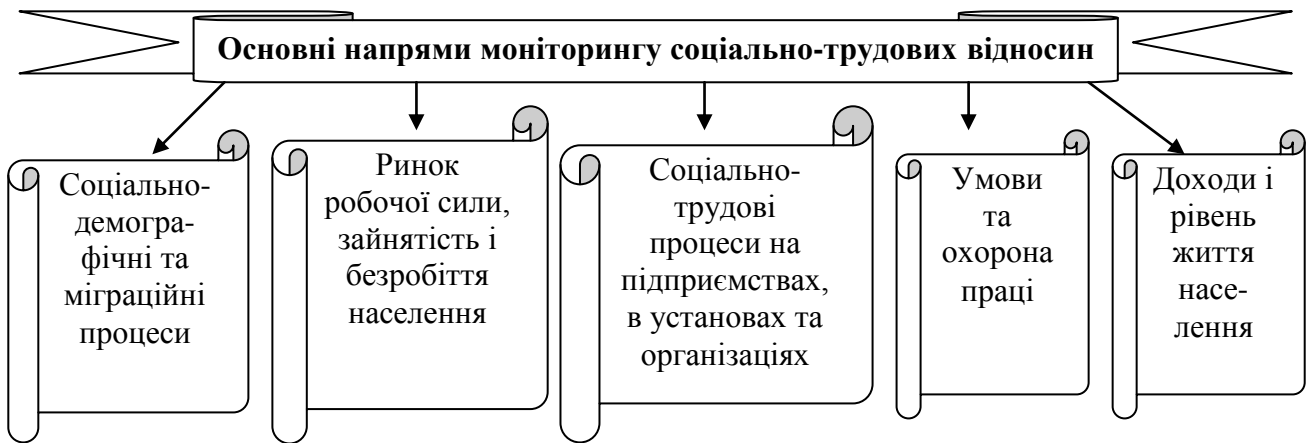 Основні напрями моніторингу соціально-трудових відносин
Соціально-
демогра-
фічні та
міграційні
процеси
Ринок
робочої сили,
зайнятість і
безробіття
населення
Соціально-
трудові
процеси на
підприємствах,
в установах та
організаціях
Умови
та
охорона
праці
Доходи і
рівень
життя
насе-
лення